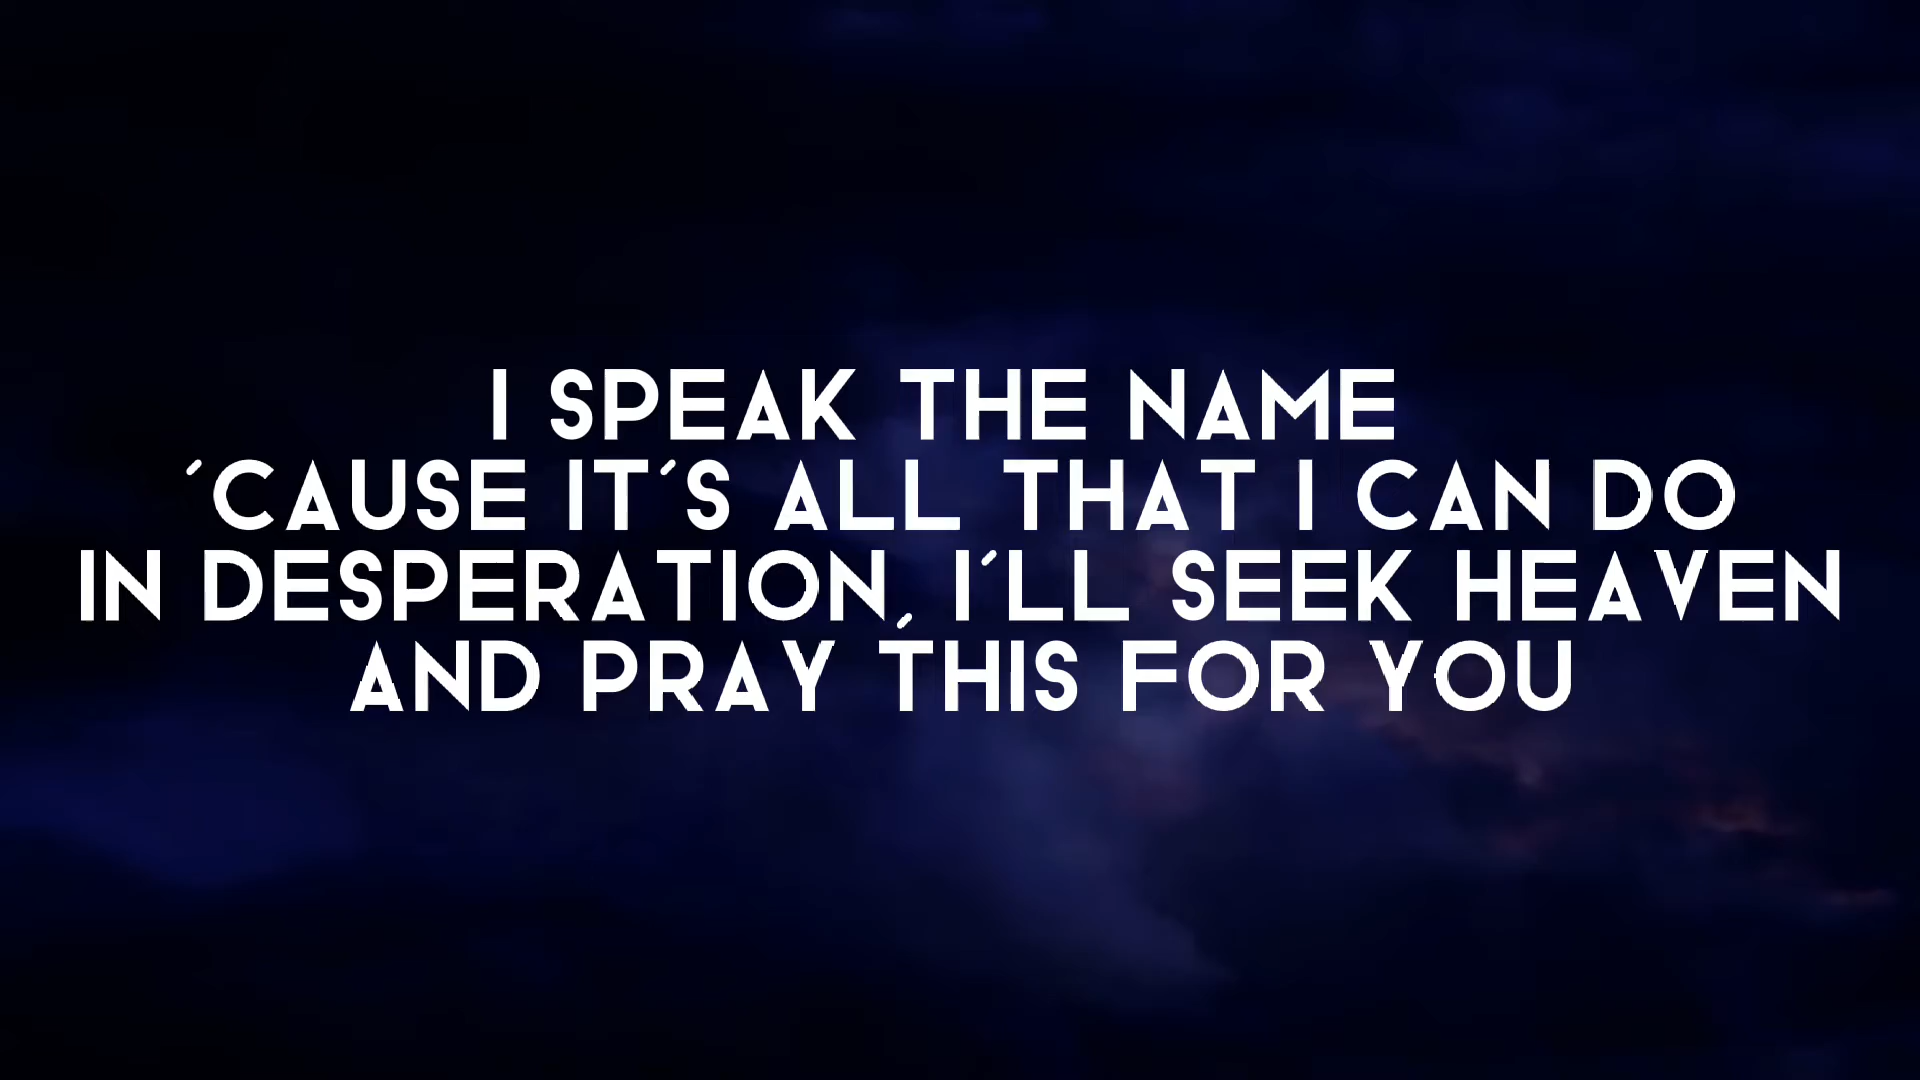 I SPEAK THE NAME
'CAUSE IT'S ALL THAT I CAN DO
IN DESPERATION, I'LL SEEK HEAVEN
AND PRAY THIS FOR YOU